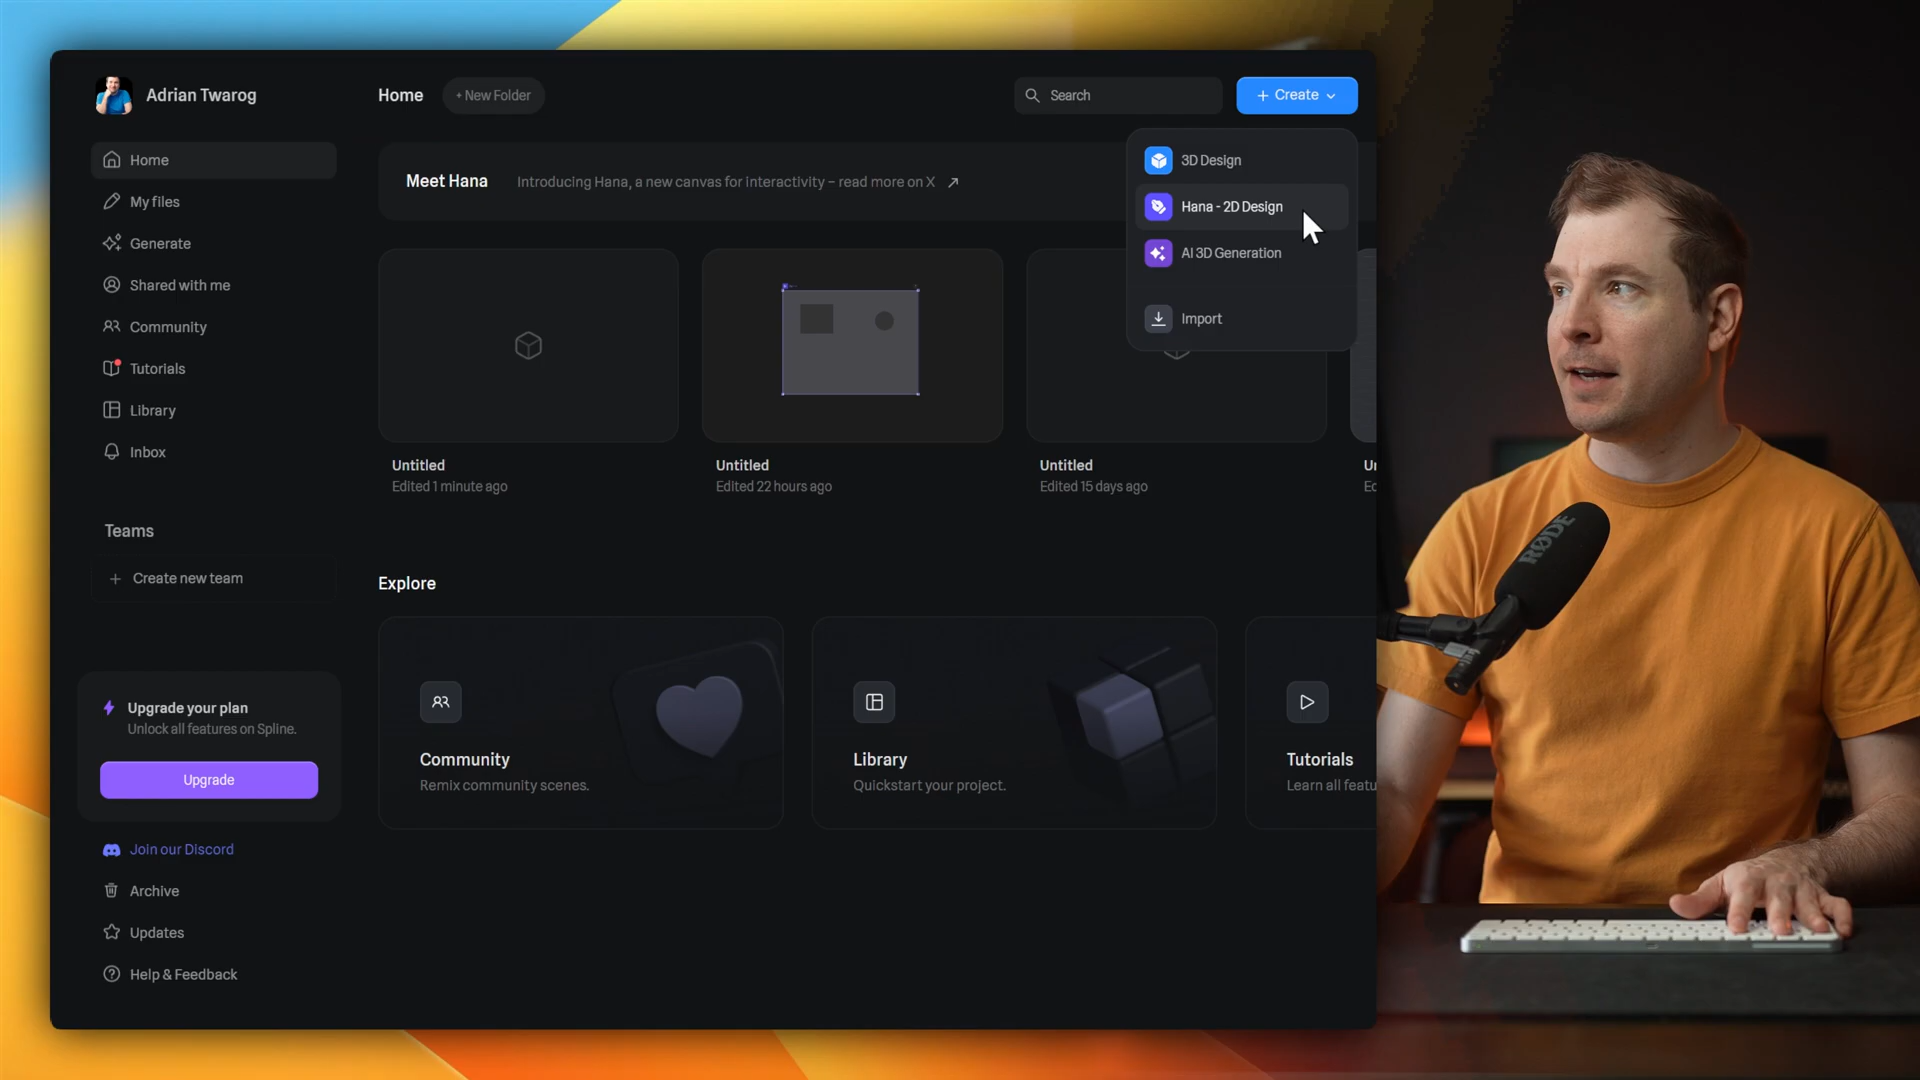 Adrian Twarog
Home
+ New Folder
Search
+ Create
Home
My files
Generate
Shared with me
Community
Tutorials
Library
Inbox
Teams
+ Create new team
Upgrade your plan
Unlock all features on Spline.
Upgrade
Join our Discord
Archive
Updates
Help & Feedback
Meet Hana
Introducing Hana, a new canvas for interactivity – read more on X
3D Design
Hana - 2D Design
AI 3D Generation
Import
Untitled
Edited 1 minute ago
Untitled
Edited 22 hours ago
Untitled
Edited 15 days ago
Explore
Community
Remix community scenes.
Library
Quickstart your project.
Tutorials
Learn all featu
RØDE